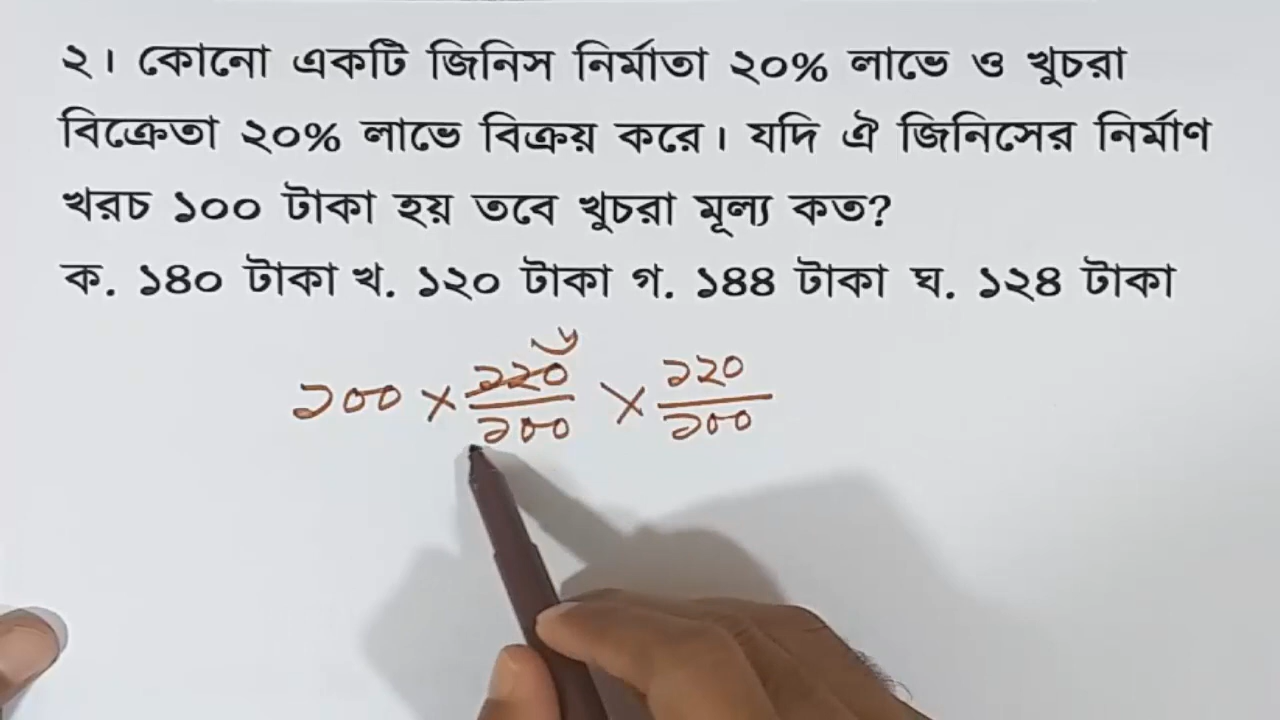 ২। কোনো একটি জিনিস নির্মাতা ২০% লাভে ও খুচরা
বিক্রেতা ২০% লাভে বিক্রয় করে। যদি ঐ জিনিসের নির্মাণ
খরচ ১০০ টাকা হয় তবে খুচরা মূল্য কত?
ক. ১৪০ টাকা খ. ১২০ টাকা গ. ১৪৪ টাকা ঘ. ১২৪ টাকা
৬
১০০ × ১২০/১০০ × ১২০/১০০